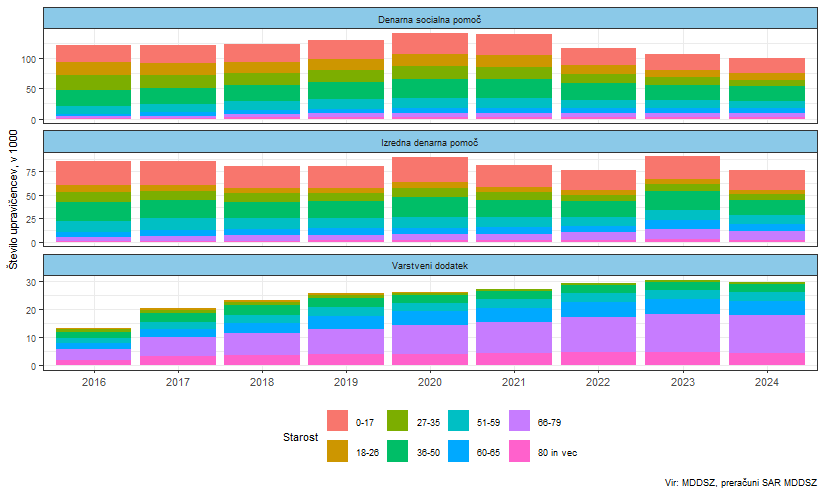 Denarna socialna pomoč
100
50
0
Izredna denarna pomoč
75
50
25
0
Število upravičencev, v 1000
Varstveni dodatek
30
20
10
0
2016 2017 2018 2019 2020 2021 2022 2023 2024
Starost
0-17 27-35 51-59 66-79
18-26 36-50 60-65 80 in vec
Vir: MDDSZ, preračuni SAR MDDSZ